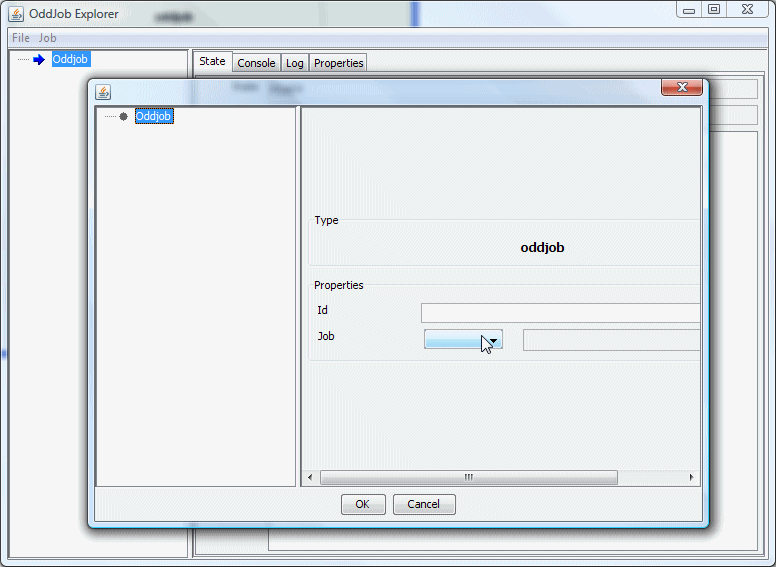 OddJob Explorer
File Job
Oddjob
State Console Log Properties
Oddjob
Type
oddjob
Properties
Id
Job
OK Cancel